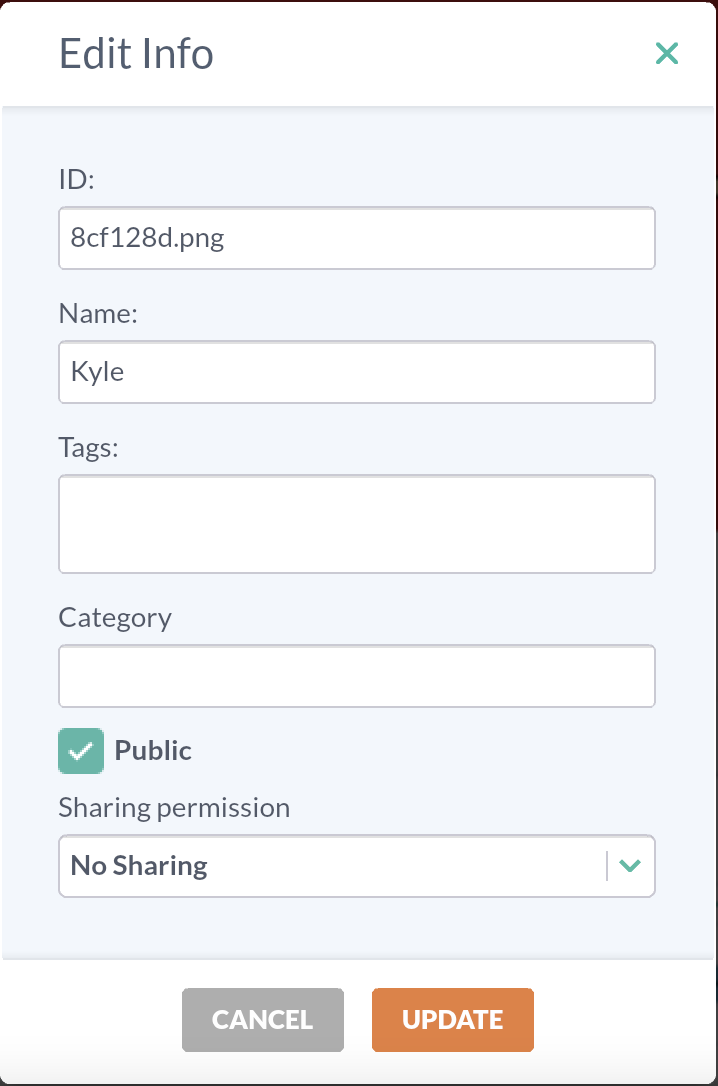 Edit Info
ID:
8cf128d.png
Name:
Kyle
Tags:
Category
Public
Sharing permission
No Sharing
CANCEL UPDATE